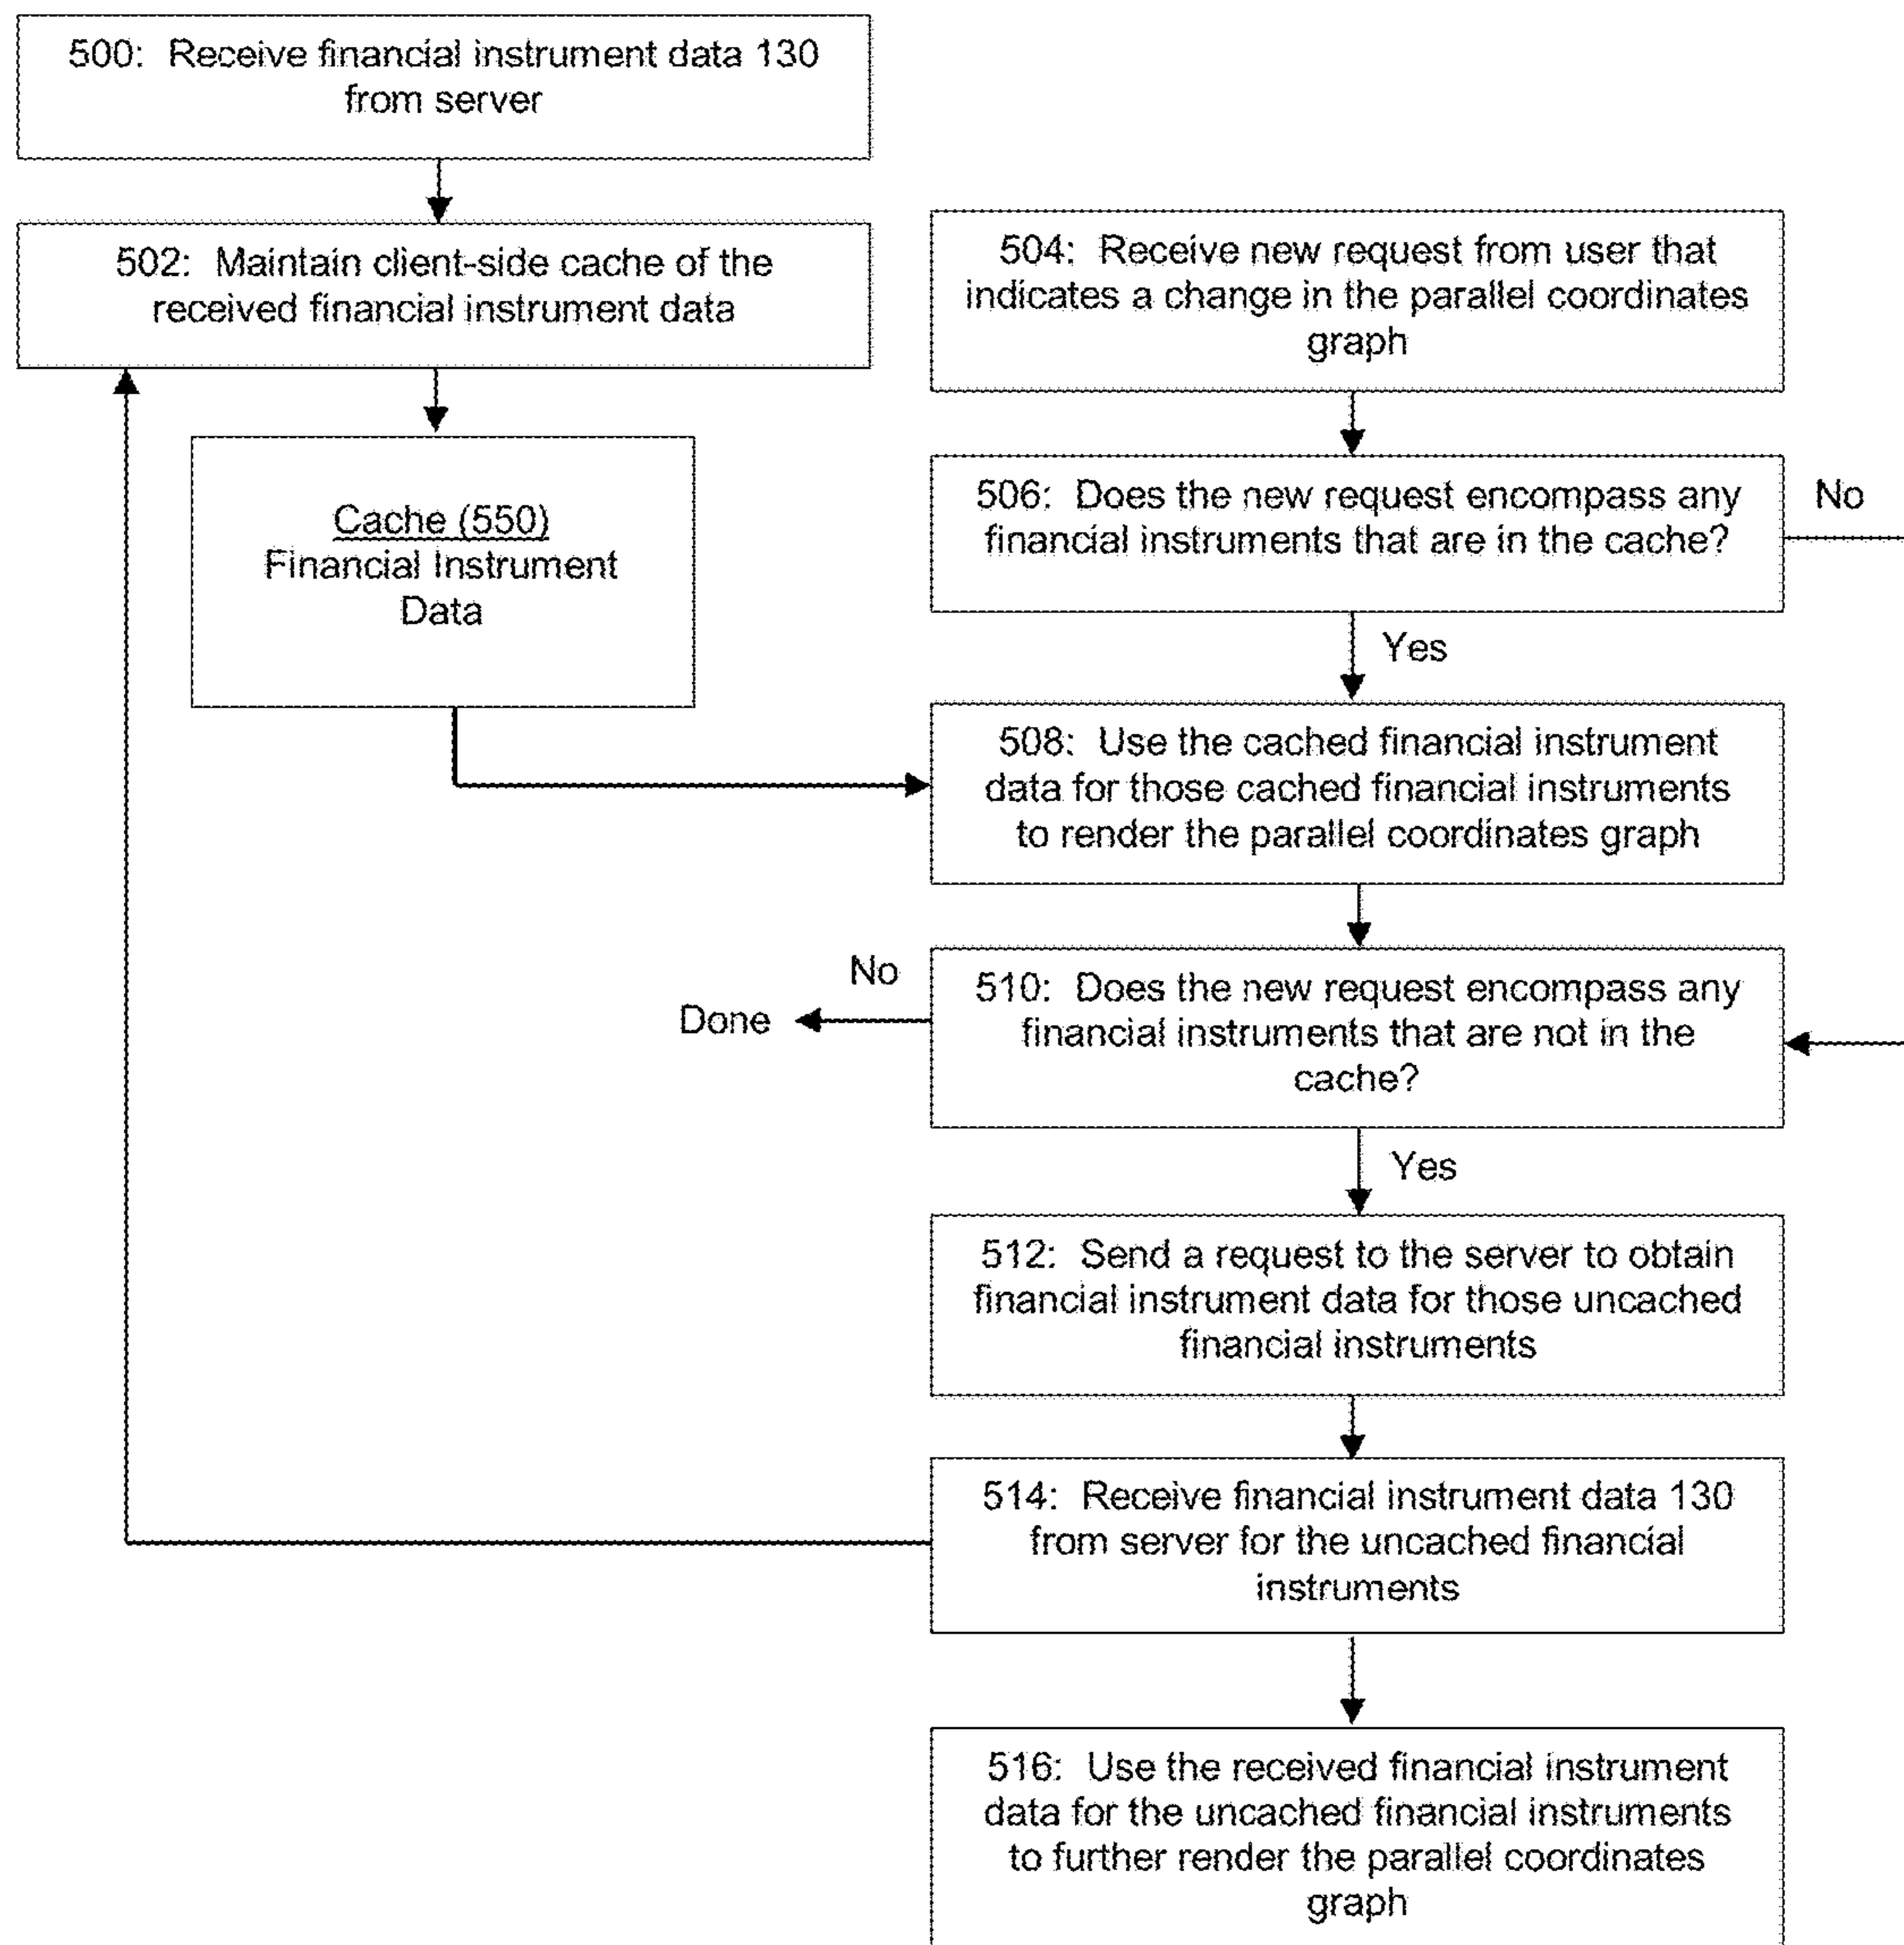 500: Receive financial instrument data 130
from server
502: Maintain client-side cache of the
received financial instrument data
Cache (550)
Financial Instrument
Data
504: Receive new request from user that
indicates a change in the parallel coordinates
graph
506: Does the new request encompass any
financial instruments that are in the cache?
No
Yes
508: Use the cached financial instrument
data for those cached financial instruments
to render the parallel coordinates graph
No
Done
510: Does the new request encompass any
financial instruments that are not in the
cache?
Yes
512: Send a request to the server to obtain
financial instrument data for those uncached
financial instruments
514: Receive financial instrument data 130
from server for the uncached financial
instruments
516: Use the received financial instrument
data for the uncached financial instruments
to further render the parallel coordinates
graph